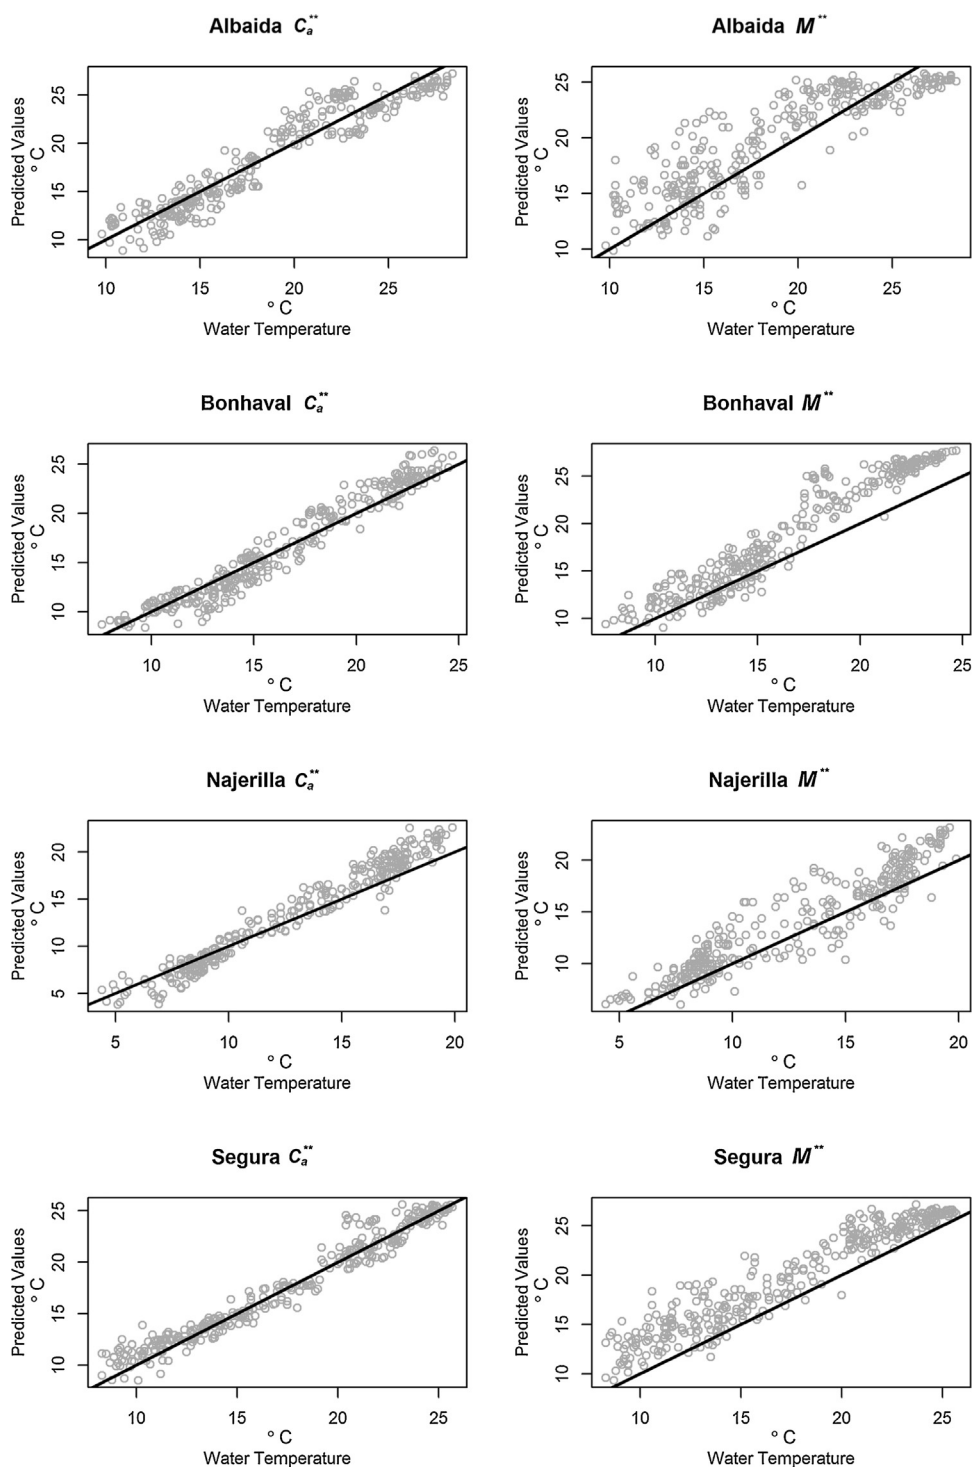 Albaida Ca**
Predicted Values
° C
25
20
15
10
10 15 20 25
° C
Water Temperature
Albaida M**
Predicted Values
° C
25
20
15
10
10 15 20 25
° C
Water Temperature
Bonhaval Ca**
Predicted Values
° C
25
20
15
10
10 15 20 25
° C
Water Temperature
Bonhaval M**
Predicted Values
° C
25
20
15
10
10 15 20 25
° C
Water Temperature
Najerilla Ca**
Predicted Values
° C
20
15
10
5
5 10 15 20
° C
Water Temperature
Najerilla M**
Predicted Values
° C
20
15
10
5 10 15 20
° C
Water Temperature
Segura Ca**
Predicted Values
° C
25
20
15
10
10 15 20 25
° C
Water Temperature
Segura M**
Predicted Values
° C
25
20
15
10
10 15 20 25
° C
Water Temperature